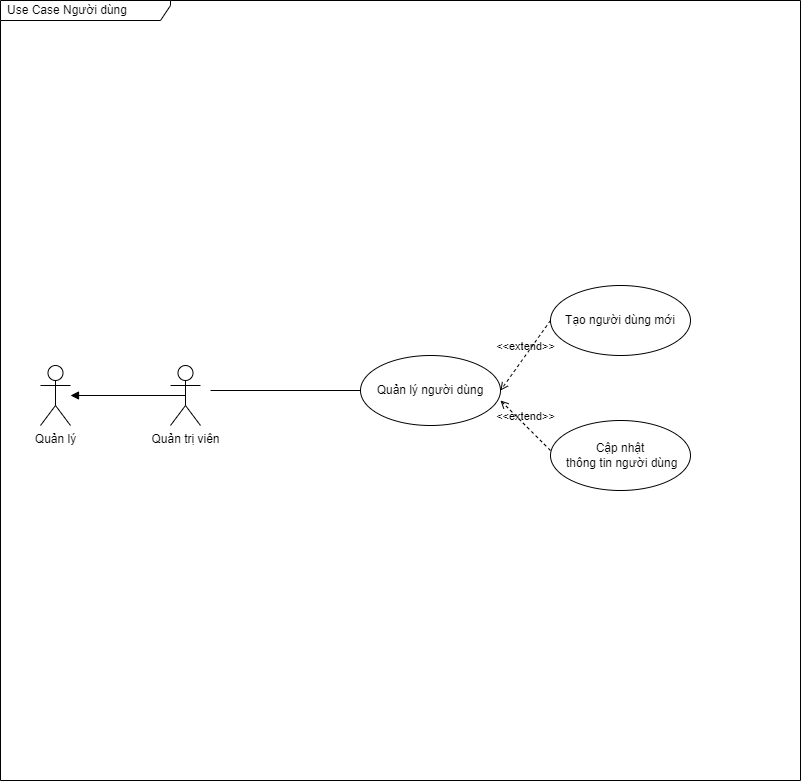 Use Case Người dùng
Tạo người dùng mới
<<extend>>
Quản lý người dùng
<<extend>>
Quản lý
Quản trị viên
Cập nhật
thông tin người dùng